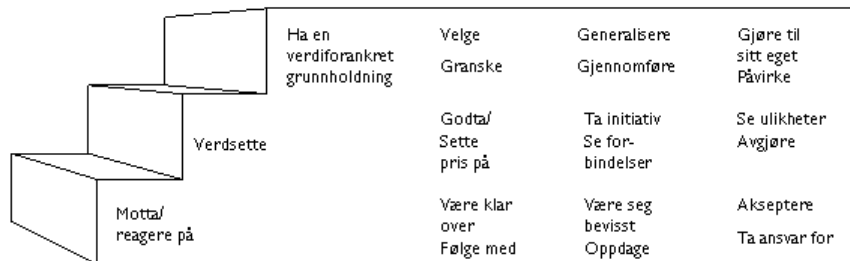 Ha en
verdiforankret
grunnholdning
Velge
Granske
Generalisere
Gjennomføre
Gjøre til
sitt eget
Påvirke
Verdsette
Godta/
Sette
pris på
Ta initiativ
Se for-
bindelser
Se ulikheter
Avgjøre
Motta/
reagere på
Være klar
over
Følge med
Være seg
bevisst
Oppdage
Akseptere
Ta ansvar for